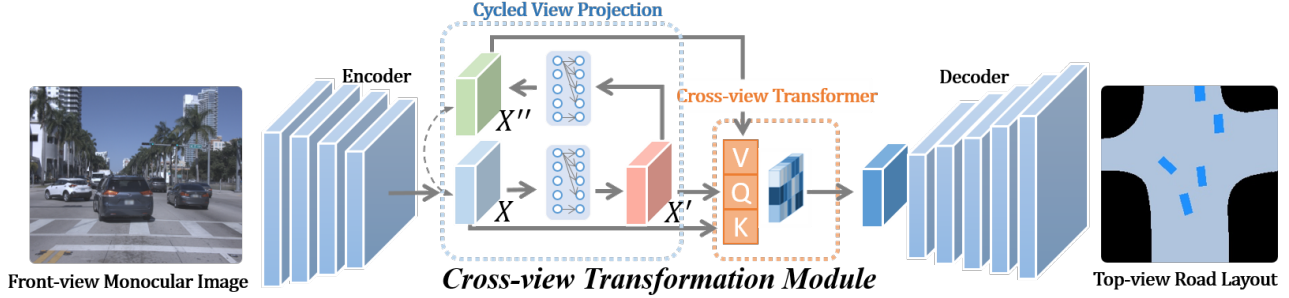 Cycled View Projection
Encoder
Decoder
Cross-view Transformer
X''
V
X
X'
Q
K
Front-view Monocular Image
Cross-view Transformation Module
Top-view Road Layout